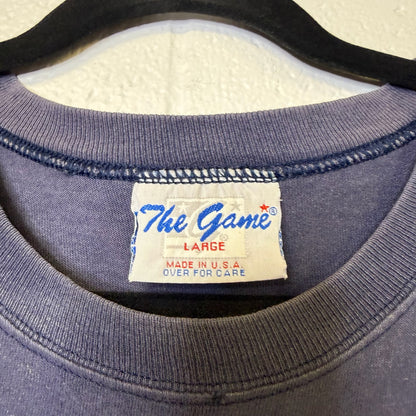 The Game®
LARGE
MADE IN U.S.A.
OVER FOR CARE